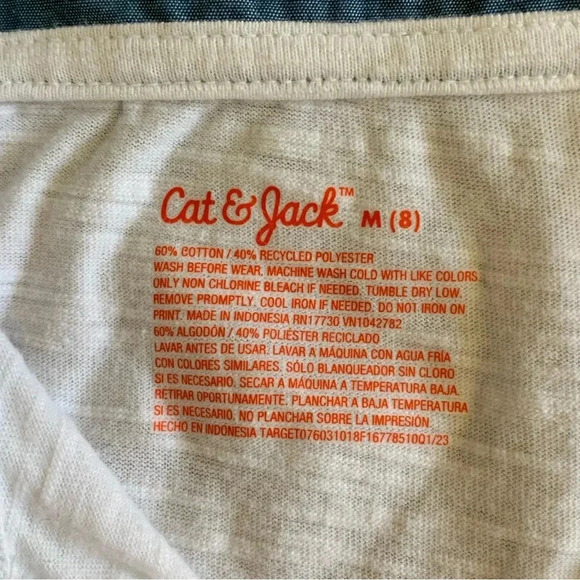 Cat & Jack™ M (8)
60% COTTON / 40% RECYCLED POLYESTER
WASH BEFORE WEAR. MACHINE WASH COLD WITH LIKE COLORS.
ONLY NON CHLORINE BLEACH IF NEEDED. TUMBLE DRY LOW.
REMOVE PROMPTLY. COOL IRON IF NEEDED. DO NOT IRON ON
PRINT. MADE IN INDONESIA RN17730 VN1042782
60% ALGODÓN / 40% POLIÉSTER RECICLADO
LAVAR ANTES DE USAR. LAVAR A MÁQUINA CON AGUA FRÍA
CON COLORES SIMILARES. SÓLO BLANQUEADOR SIN CLORO
SI ES NECESARIO. SECAR A MÁQUINA A TEMPERATURA BAJA.
RETIRAR OPORTUNAMENTE. PLANCHAR A BAJA TEMPERATURA
SI ES NECESARIO. NO PLANCHAR SOBRE LA IMPRESIÓN.
HECHO EN INDONESIA TARGET076031018F16778510Q1/23